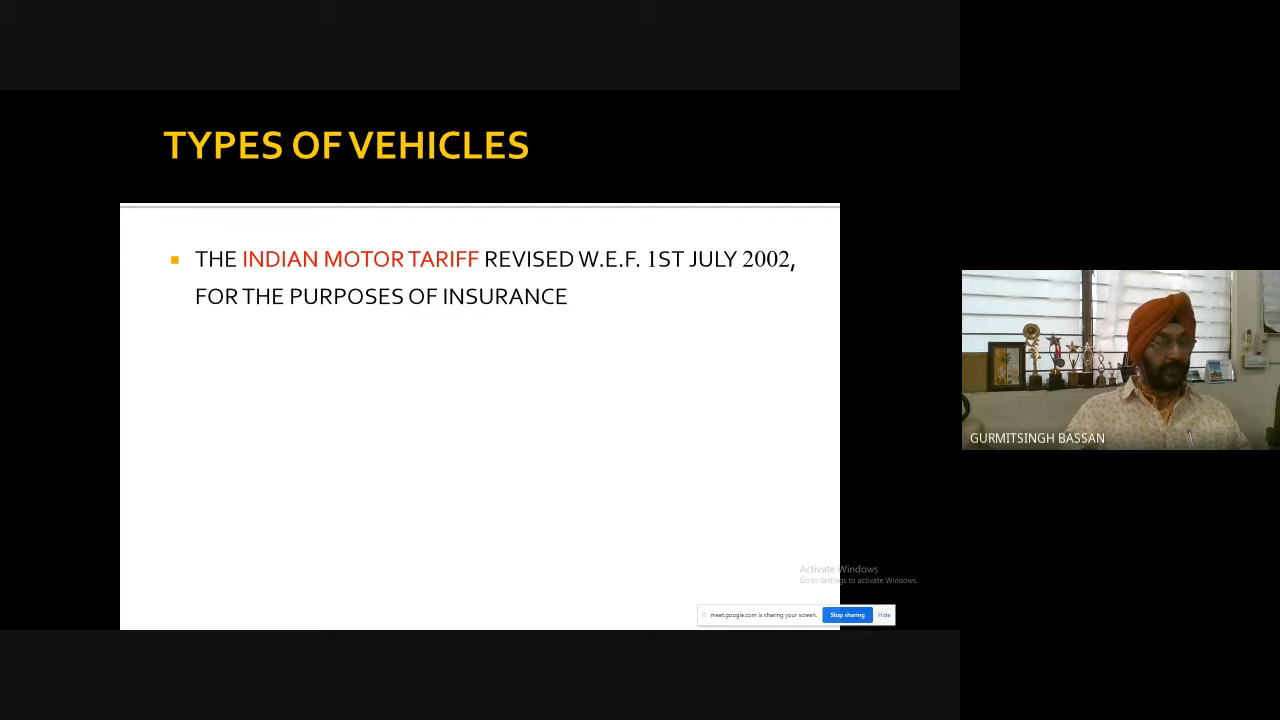 TYPES OF VEHICLES
THE INDIAN MOTOR TARIFF REVISED W.E.F. 1ST JULY 2002,
FOR THE PURPOSES OF INSURANCE
GURMITSINGH BASSAN
Activate Windows
Go to Settings to activate Windows.
meet.google.com is sharing your screen. Stop sharing Hide